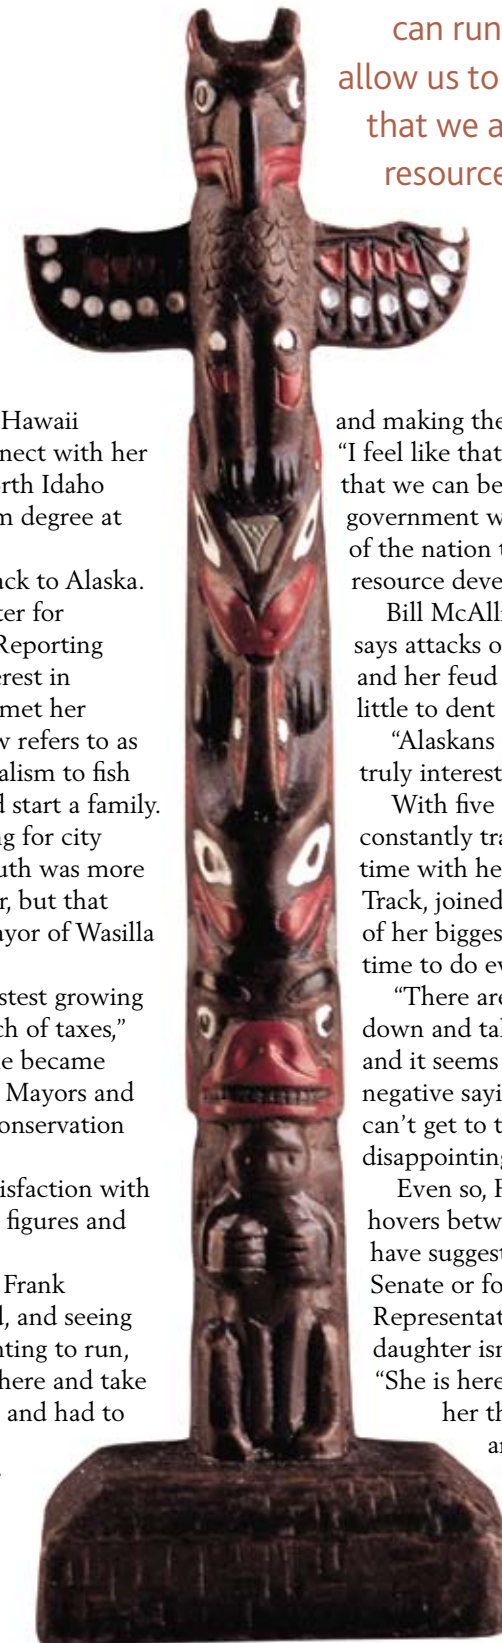 can run
allow us to
that we a
resource
Hawaii
nnect with her
rth Idaho
m degree at
ack to Alaska.
ter for
Reporting
erest in
met her
w refers to as
alism to fish
d start a family.
ng for city
uth was more
r, but that
ayor of Wasilla
stest growing
ch of taxes,”
e became
Mayors and
onservation
isfaction with
figures and
Frank
d, and seeing
nting to run,
here and take
and had to
and making the
“I feel like that
that we can be
government w
of the nation t
resource deve
Bill McAll
says attacks o
and her feud
little to dent
“Alaskans
truly interest
With five
constantly tra
time with he
Track, joined
of her bigges
time to do ev
“There are
down and tal
and it seems
negative sayi
can’t get to t
disappointing
Even so,
hovers betw
have suggest
Senate or fo
Representat
daughter isn
“She is here
her th
ar